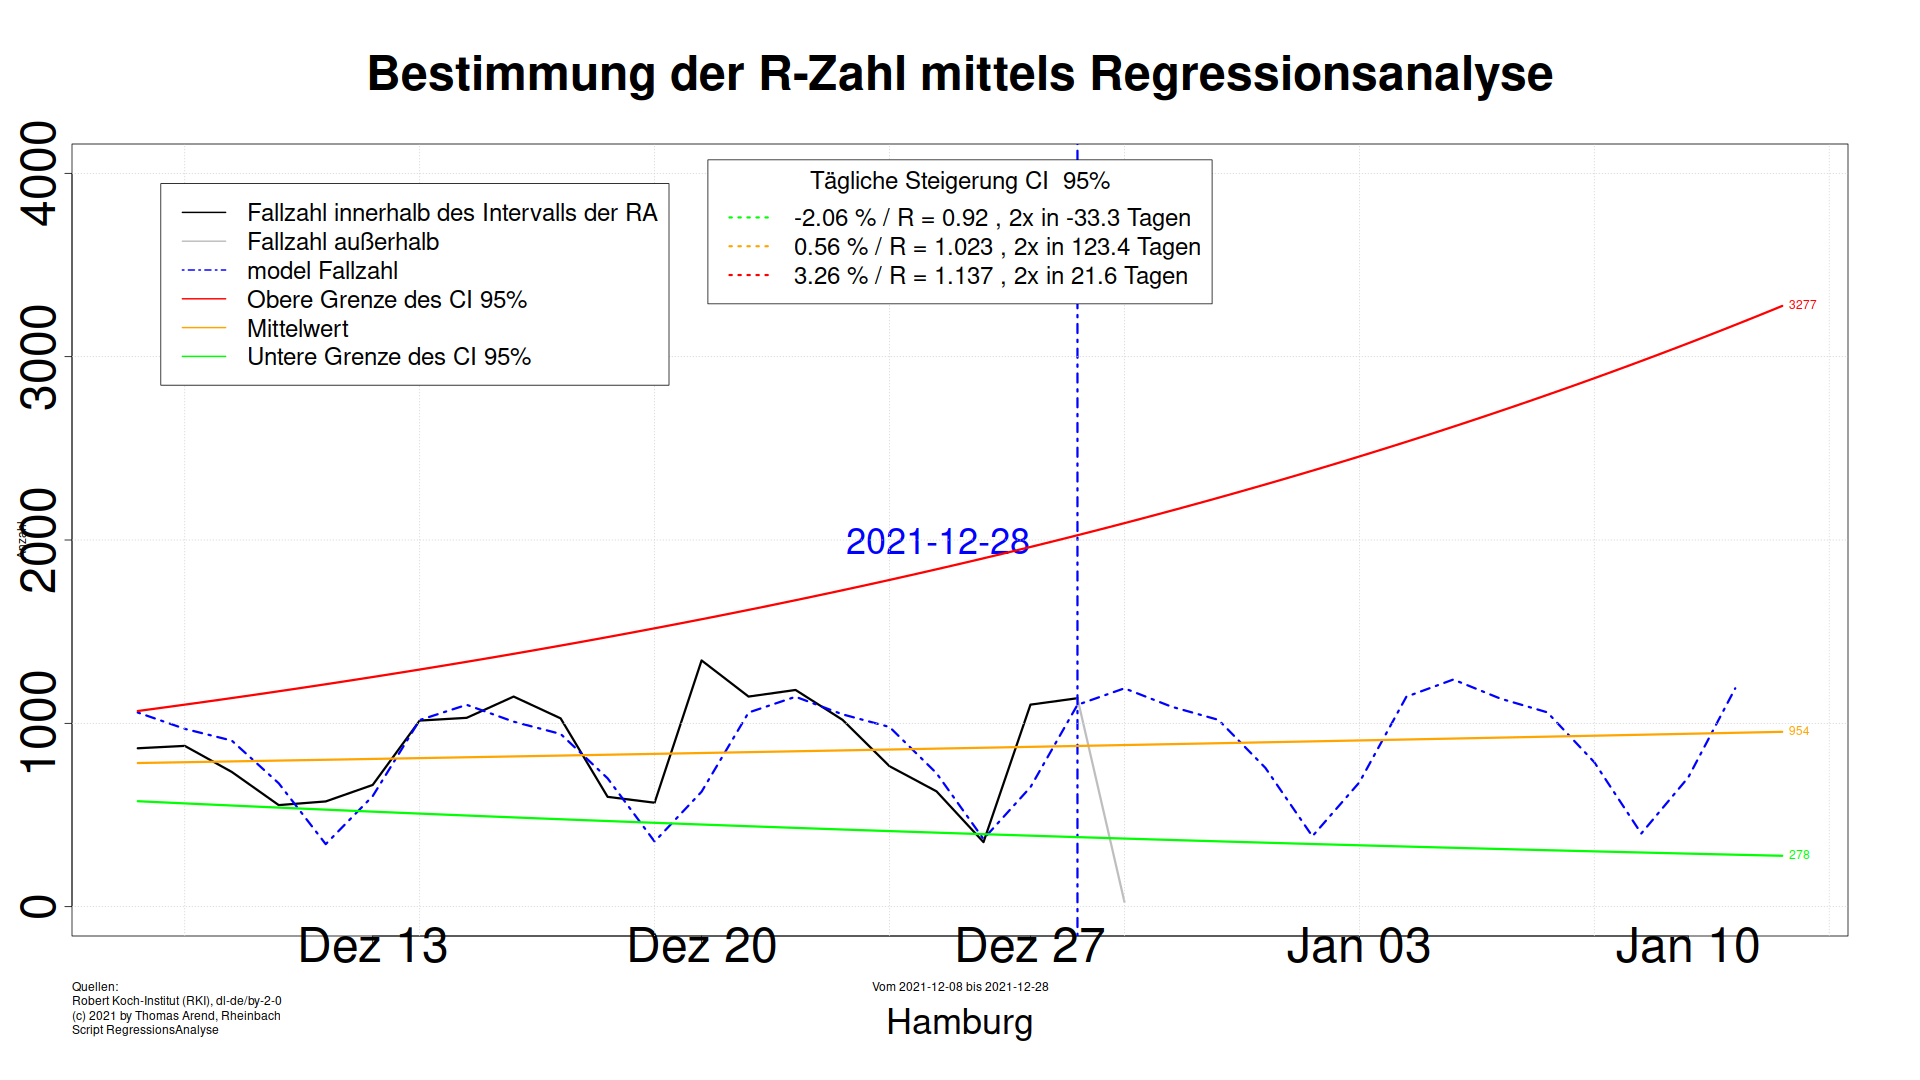 Bestimmung der R-Zahl mittels Regressionsanalyse
Anzahl
4000
3000
2000
1000
0
Fallzahl innerhalb des Intervalls der RA
Fallzahl außerhalb
model Fallzahl
Obere Grenze des CI 95%
Mittelwert
Untere Grenze des CI 95%
Tägliche Steigerung CI 95%
-2.06 % / R = 0.92 , 2x in -33.3 Tagen
0.56 % / R = 1.023 , 2x in 123.4 Tagen
3.26 % / R = 1.137 , 2x in 21.6 Tagen
2021-12-28
3277
954
278
Dez 13
Dez 20
Dez 27
Jan 03
Jan 10
Quellen:
Robert Koch-Institut (RKI), dl-de/by-2-0
(c) 2021 by Thomas Arend, Rheinbach
Script RegressionsAnalyse
Vom 2021-12-08 bis 2021-12-28
Hamburg